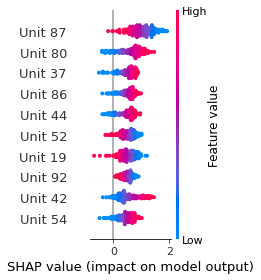 High
Unit 87
Unit 80
Unit 37
Unit 86
Unit 44
Unit 52
Unit 19
Unit 92
Unit 42
Unit 54
Feature value
Low
0 2
SHAP value (impact on model output)